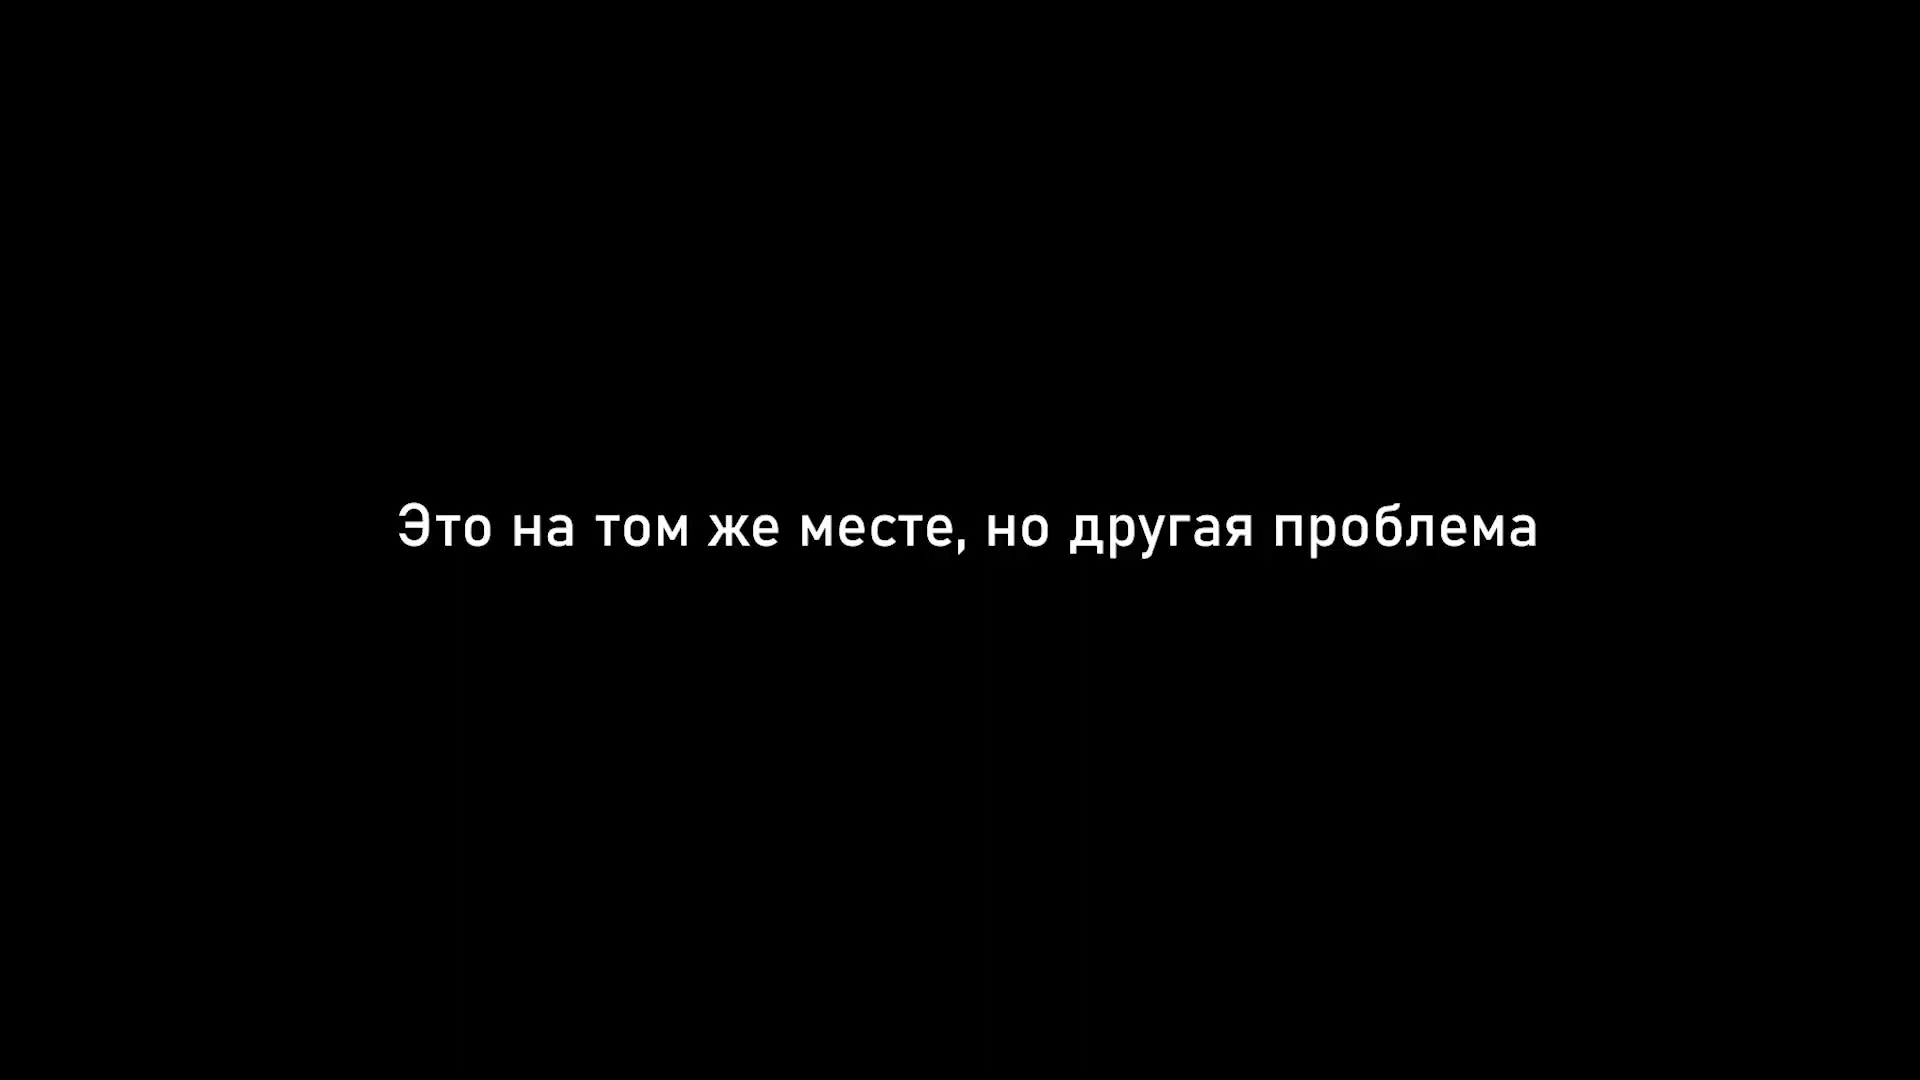 Это на том же месте, но другая проблема